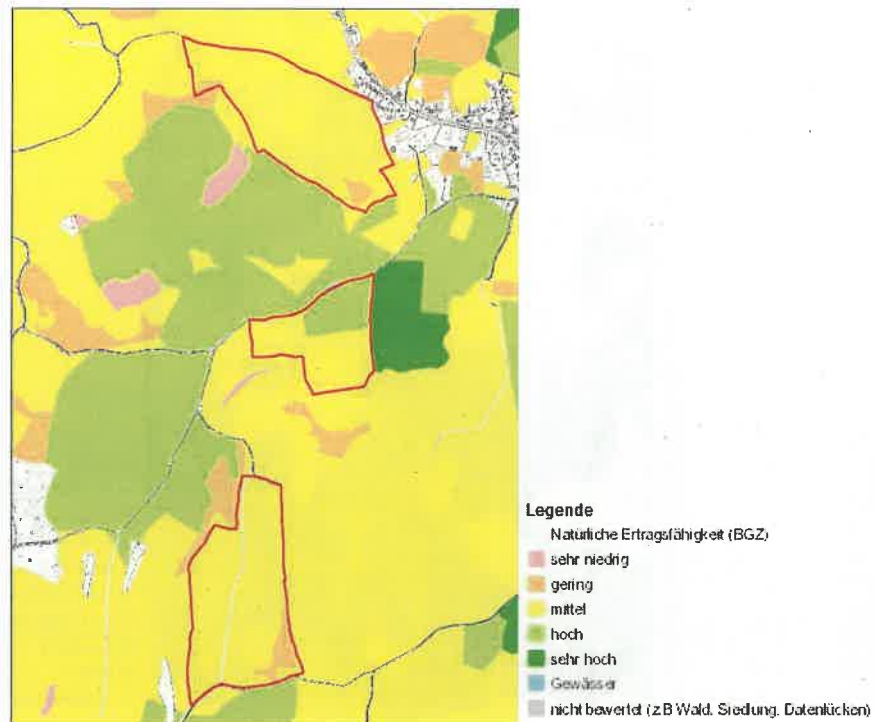 Legende
Natürliche Ertragsfähigkeit (BGZ)
sehr niedrig
gering
mittel
hoch
sehr hoch
Gewässer
nicht bewertet (z.B Wald, Siedlung, Datenlücken)